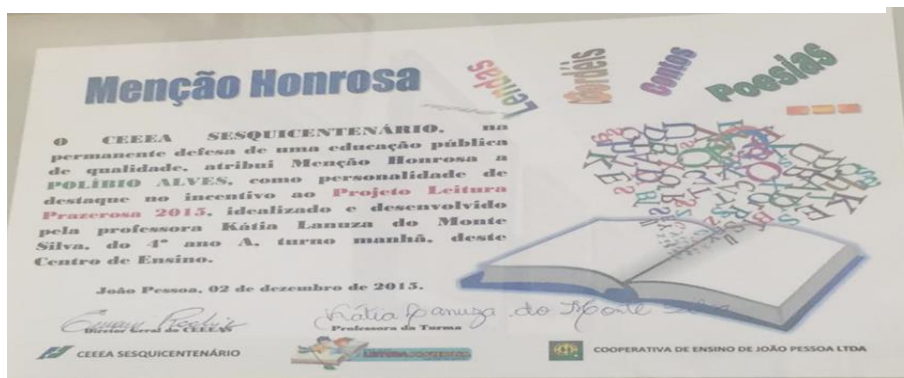 Menção Honrosa
Lendas
Cordéis
Contos
Poesias
...
O CEEEA SESQUICENTENÁRIO, na
permanente defesa de uma educação pública
de qualidade, atribui Menção Honrosa a
POLÍBIO ALVES, como personalidade de
destaque no incentivo ao Projeto Leitura
Prazerosa 2015, idealizado e desenvolvido
pela professora Kátia Lanuza do Monte
Silva, do 4º ano A, turno manhã, deste
Centro de Ensino.
João Pessoa, 02 de dezembro de 2015.
Kátia Lanuza do Monte Silva
Diretor Geral do CEEEAS
Professora da Turma
CEEEA SESQUICENTENÁRIO
LEITURA
COOPERATIVA DE ENSINO DE JOÃO PESSOA LTDA